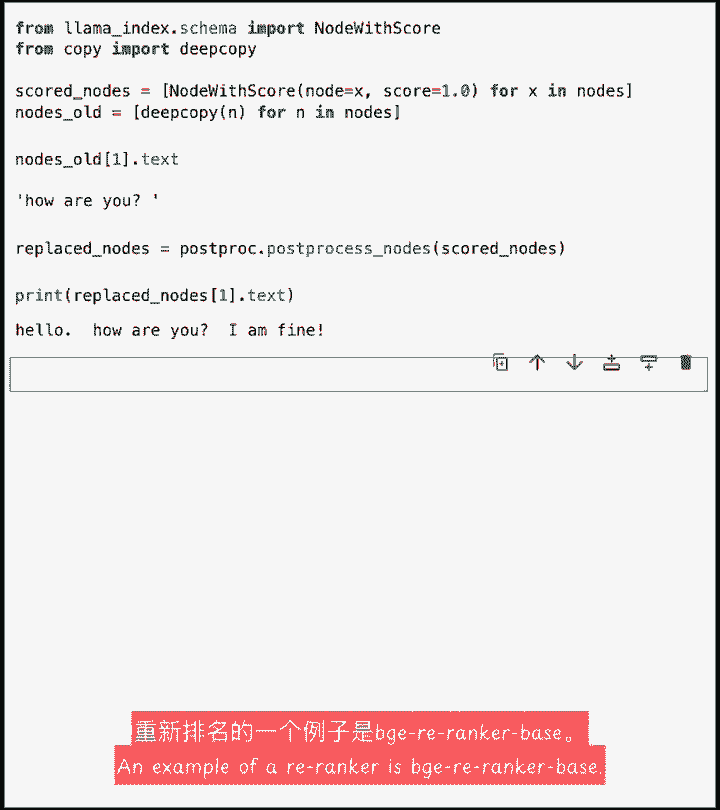 from llama_index.schema import NodeWithScore
from copy import deepcopy
scored_nodes = [NodeWithScore(node=x, score=1.0) for x in nodes]
nodes_old = [deepcopy(n) for n in nodes]
nodes_old[1].text
'how are you? '
replaced_nodes = postproc.postprocess_nodes(scored_nodes)
print(replaced_nodes[1].text)
hello.  how are you?  I am fine!
重新排名的一个例子是bge-re-ranker-base。
An example of a re-ranker is bge-re-ranker-base.